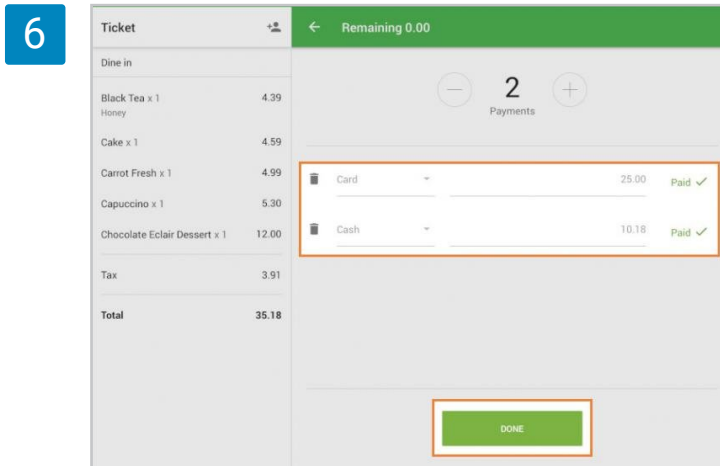 6
Ticket
Remaining 0.00
Dine in
2
Payments
Black Tea x 1 4.39
Honey
Cake x 1 4.59
Carrot Fresh x 1 4.99
Capuccino x 1 5.30
Chocolate Eclair Dessert x 1 12.00
Tax 3.91
Total 35.18
Card 25.00 Paid
Cash 10.18 Paid
DONE